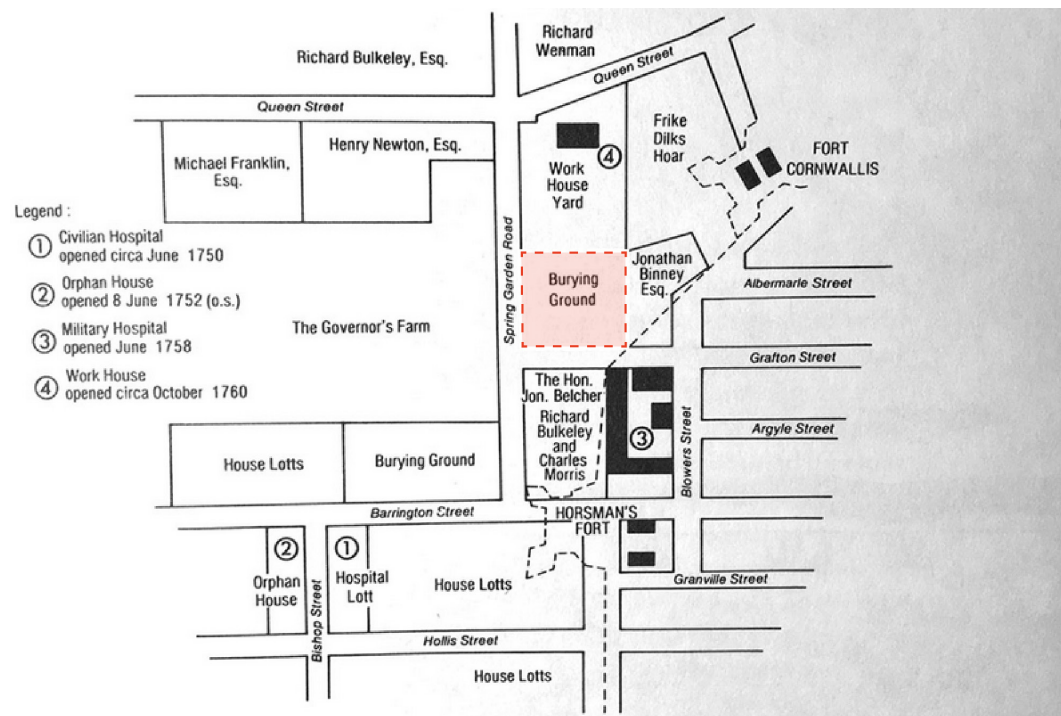 Richard Bulkeley, Esq.
Richard
Wenman
Queen Street
Queen Street
Michael Franklin,
Esq.
Henry Newton, Esq.
Work
House
Yard
④
Frike
Dilks
Hoar
FORT
CORNWALLIS
Legend :
① Civilian Hospital
opened circa June 1750
② Orphan House
opened 8 June 1752 (o.s.)
③ Military Hospital
opened June 1758
④ Work House
opened circa October 1760
The Governor's Farm
Spring Garden Road
Burying
Ground
Jonathan
Binney
Esq.
Albermarle Street
Grafton Street
The Hon.
Jon. Belcher
Richard
Bulkeley
and
Charles
Morris
③
Blowers Street
Argyle Street
House Lotts
Burying Ground
Barrington Street
HORSMAN'S
FORT
②
Orphan
House
Bishop Street
①
Hospital
Lott
House Lotts
Granville Street
Hollis Street
House Lotts